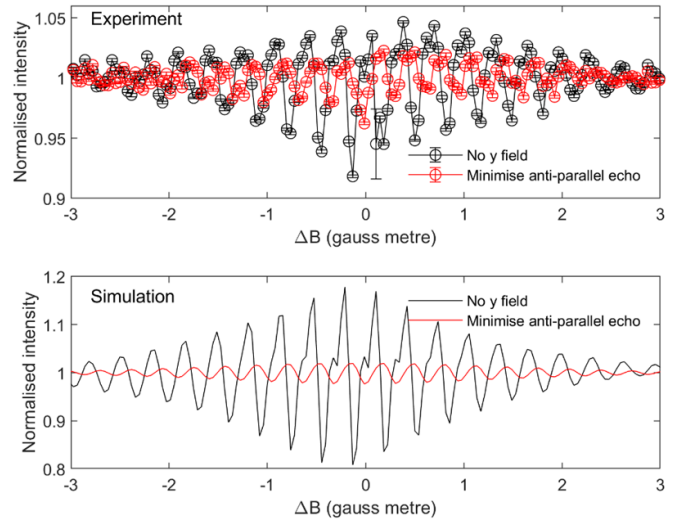 Experiment
1.05
1
0.95
0.9
Normalised intensity
No y field
Minimise anti-parallel echo
-3 -2 -1 0 1 2 3
ΔB (gauss metre)
Simulation
1.2
1.1
1
0.9
0.8
Normalised intensity
No y field
Minimise anti-parallel echo
-3 -2 -1 0 1 2 3
ΔB (gauss metre)